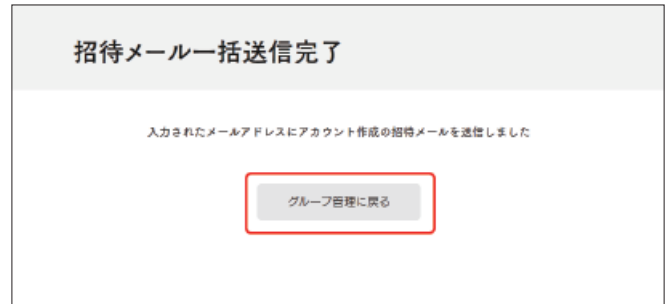 招待メール一括送信完了
入力されたメールアドレスにアカウント作成の招待メールを送信しました
グループ管理に戻る